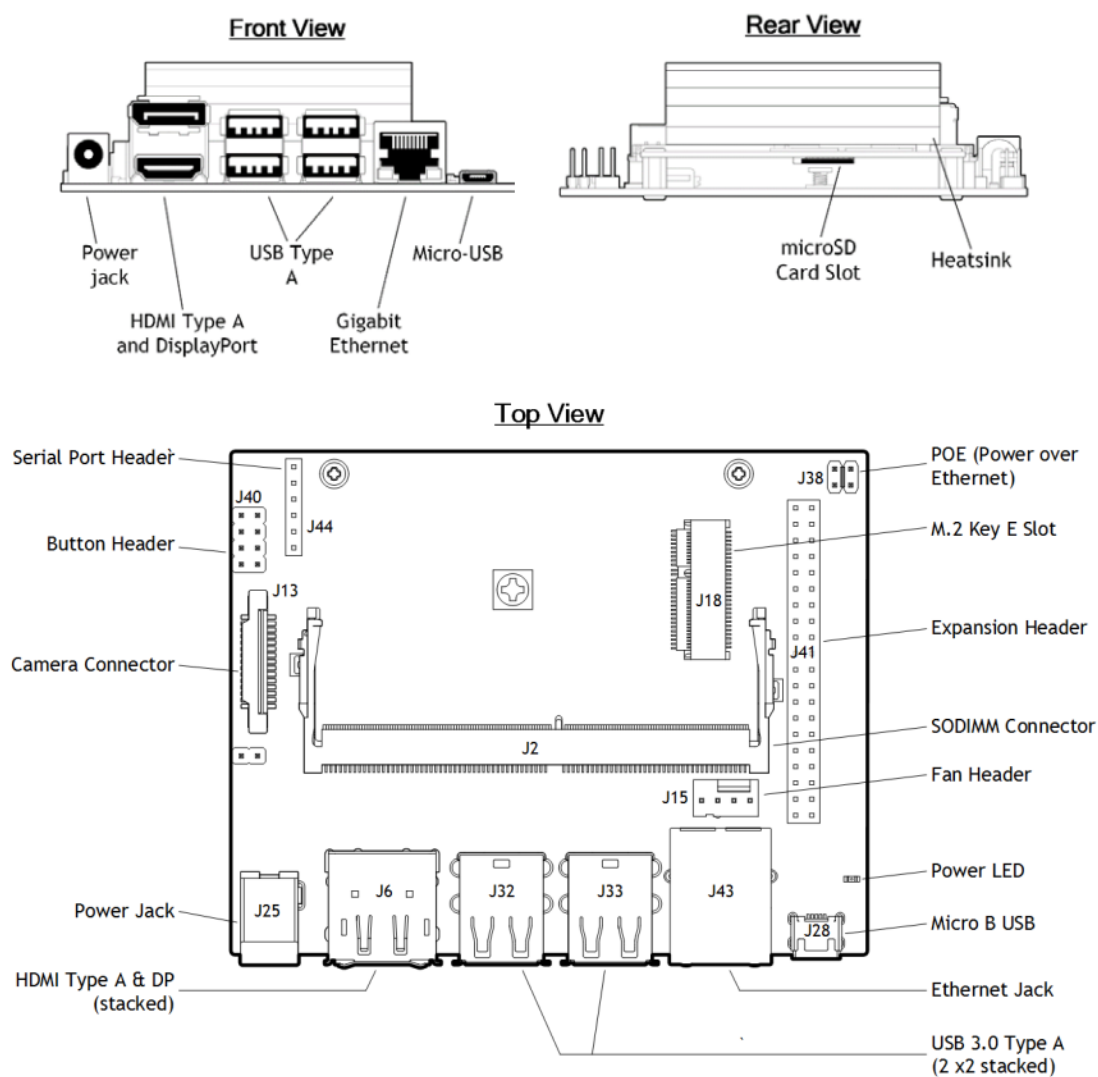 Front View
Rear View
Power
jack
USB Type
A
Micro-USB
HDMI Type A
and DisplayPort
Gigabit
Ethernet
microSD
Card Slot
Heatsink
Top View
Serial Port Header
POE (Power over
Ethernet)
J38
J40
J44
Button Header
M.2 Key E Slot
J13
J18
Expansion Header
J41
Camera Connector
SODIMM Connector
J2
Fan Header
J15
Power LED
J6
J32
J33
J43
Power Jack
J25
J28
Micro B USB
HDMI Type A & DP
(stacked)
Ethernet Jack
USB 3.0 Type A
(2 x2 stacked)